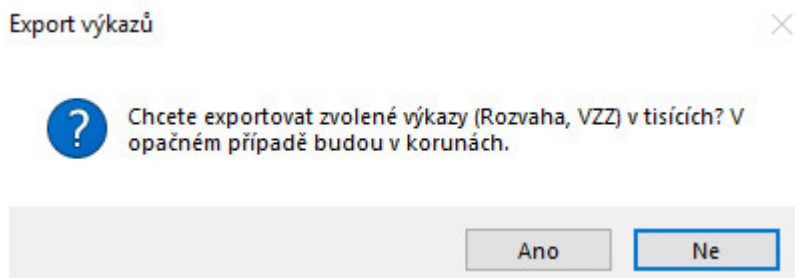 Export výkazů
?
Chcete exportovat zvolené výkazy (Rozvaha, VZZ) v tisících? V
opačném případě budou v korunách.
Ano
Ne